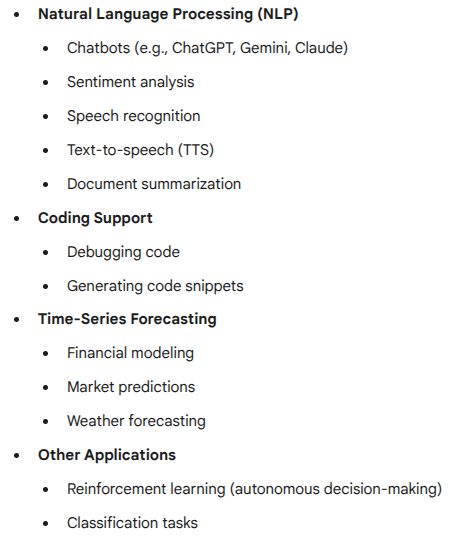 • Natural Language Processing (NLP)
• Chatbots (e.g., ChatGPT, Gemini, Claude)
• Sentiment analysis
• Speech recognition
• Text-to-speech (TTS)
• Document summarization
• Coding Support
• Debugging code
• Generating code snippets
• Time-Series Forecasting
• Financial modeling
• Market predictions
• Weather forecasting
• Other Applications
• Reinforcement learning (autonomous decision-making)
• Classification tasks